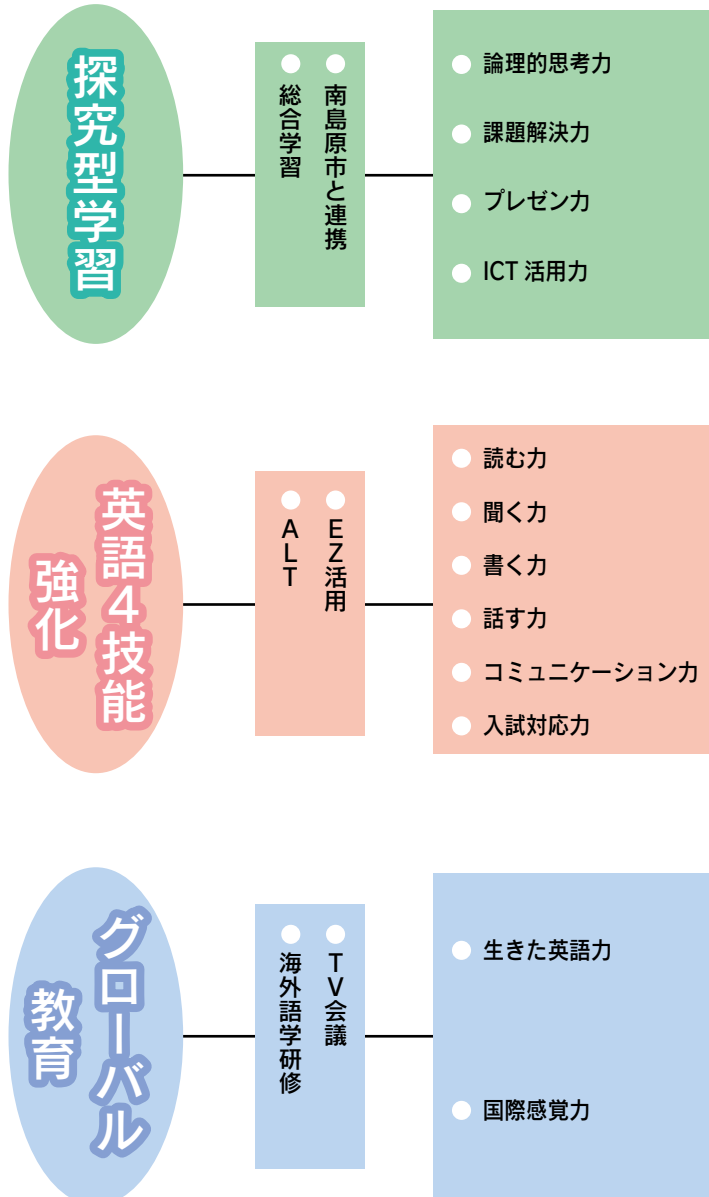 探究型学習
南島原市と連携
総合学習
論理的思考力
課題解決力
プレゼン力
ICT 活用力
英語4技能
強化
EZ活用
ALT
読む力
聞く力
書く力
話す力
コミュニケーション力
入試対応力
グローバル
教育
TV会議
海外語学研修
生きた英語力
国際感覚力